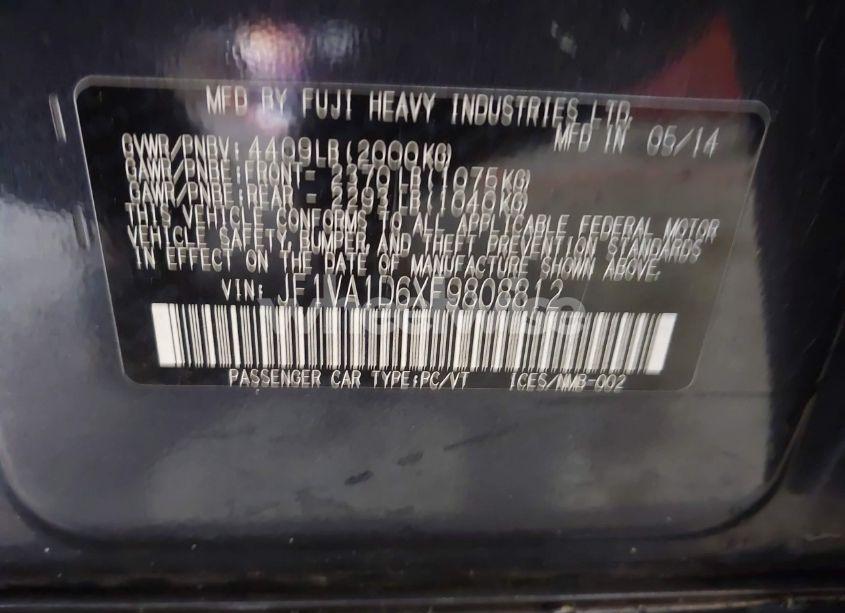 MFD BY FUJI HEAVY INDUSTRIES LTD.
MFD IN 06/14
GVWR/PNBV: 4409LB(2000KG)
GAWR/PNBE:FRONT- 2370LB(1075KG)
GAWR/PNBE:REAR - 2293LB(1040KG)
THIS VEHICLE CONFORMS TO ALL APPLICABLE FEDERAL MOTOR
VEHICLE SAFETY, BUMPER, AND THEFT PREVENTION STANDARDS
IN EFFECT ON THE DATE OF MANUFACTURE SHOWN ABOVE.
VIN: JF1VA1D6XF9808812
PASSENGER CAR TYPE:PC/VT ICES/NMB-002